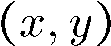 (x, y)